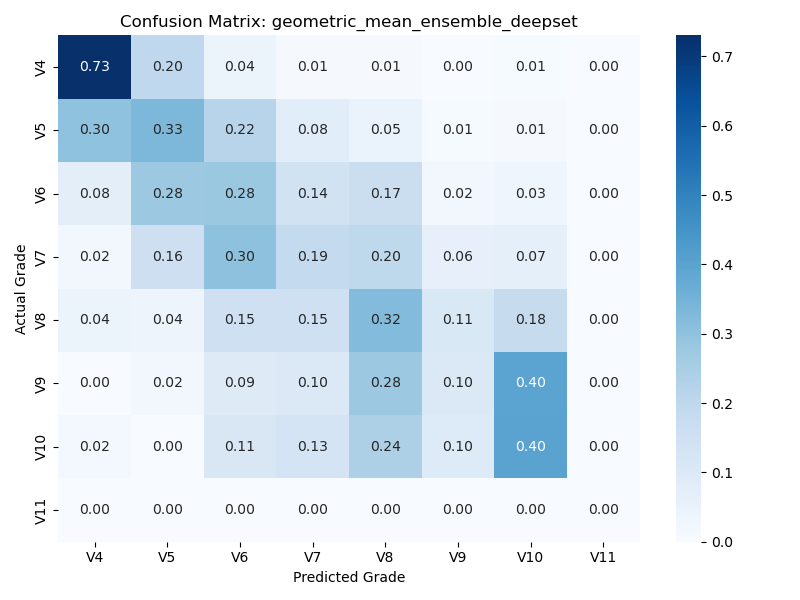 Confusion Matrix: geometric_mean_ensemble_deepset
V4 0.73 0.20 0.04 0.01 0.01 0.00 0.01 0.00
V5 0.30 0.33 0.22 0.08 0.05 0.01 0.01 0.00
V6 0.08 0.28 0.28 0.14 0.17 0.02 0.03 0.00
V7 0.02 0.16 0.30 0.19 0.20 0.06 0.07 0.00
V8 0.04 0.04 0.15 0.15 0.32 0.11 0.18 0.00
V9 0.00 0.02 0.09 0.10 0.28 0.10 0.40 0.00
V10 0.02 0.00 0.11 0.13 0.24 0.10 0.40 0.00
V11 0.00 0.00 0.00 0.00 0.00 0.00 0.00 0.00
V4 V5 V6 V7 V8 V9 V10 V11
Predicted Grade
Actual Grade
0.7
0.6
0.5
0.4
0.3
0.2
0.1
0.0